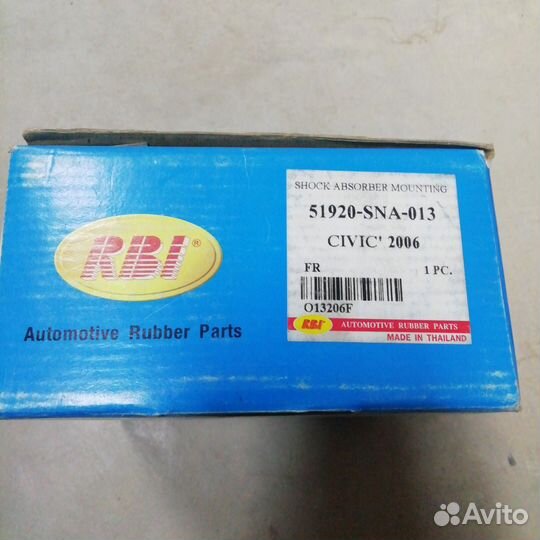 RBI®
Automotive Rubber Parts
SHOCK ABSORBER MOUNTING
51920-SNA-013
CIVIC' 2006
FR 1 PC.
O13206F
RBI AUTOMOTIVE RUBBER PARTS
MADE IN THAILAND
Avito